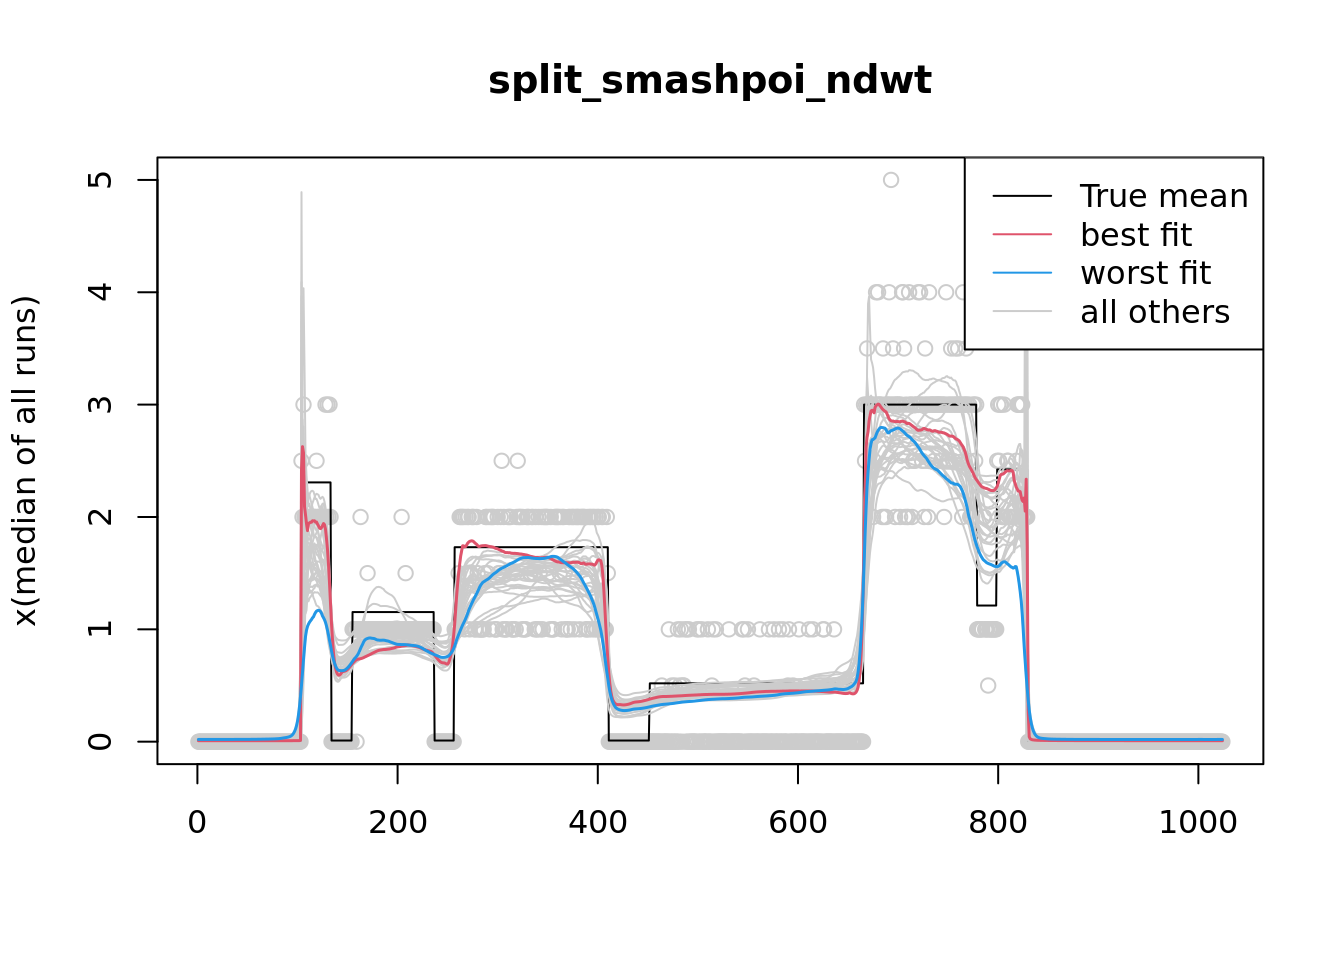 split_smashpoi_ndwt
x(median of all runs)
5
4
3
2
1
0
True mean
best fit
worst fit
all others
0 200 400 600 800 1000